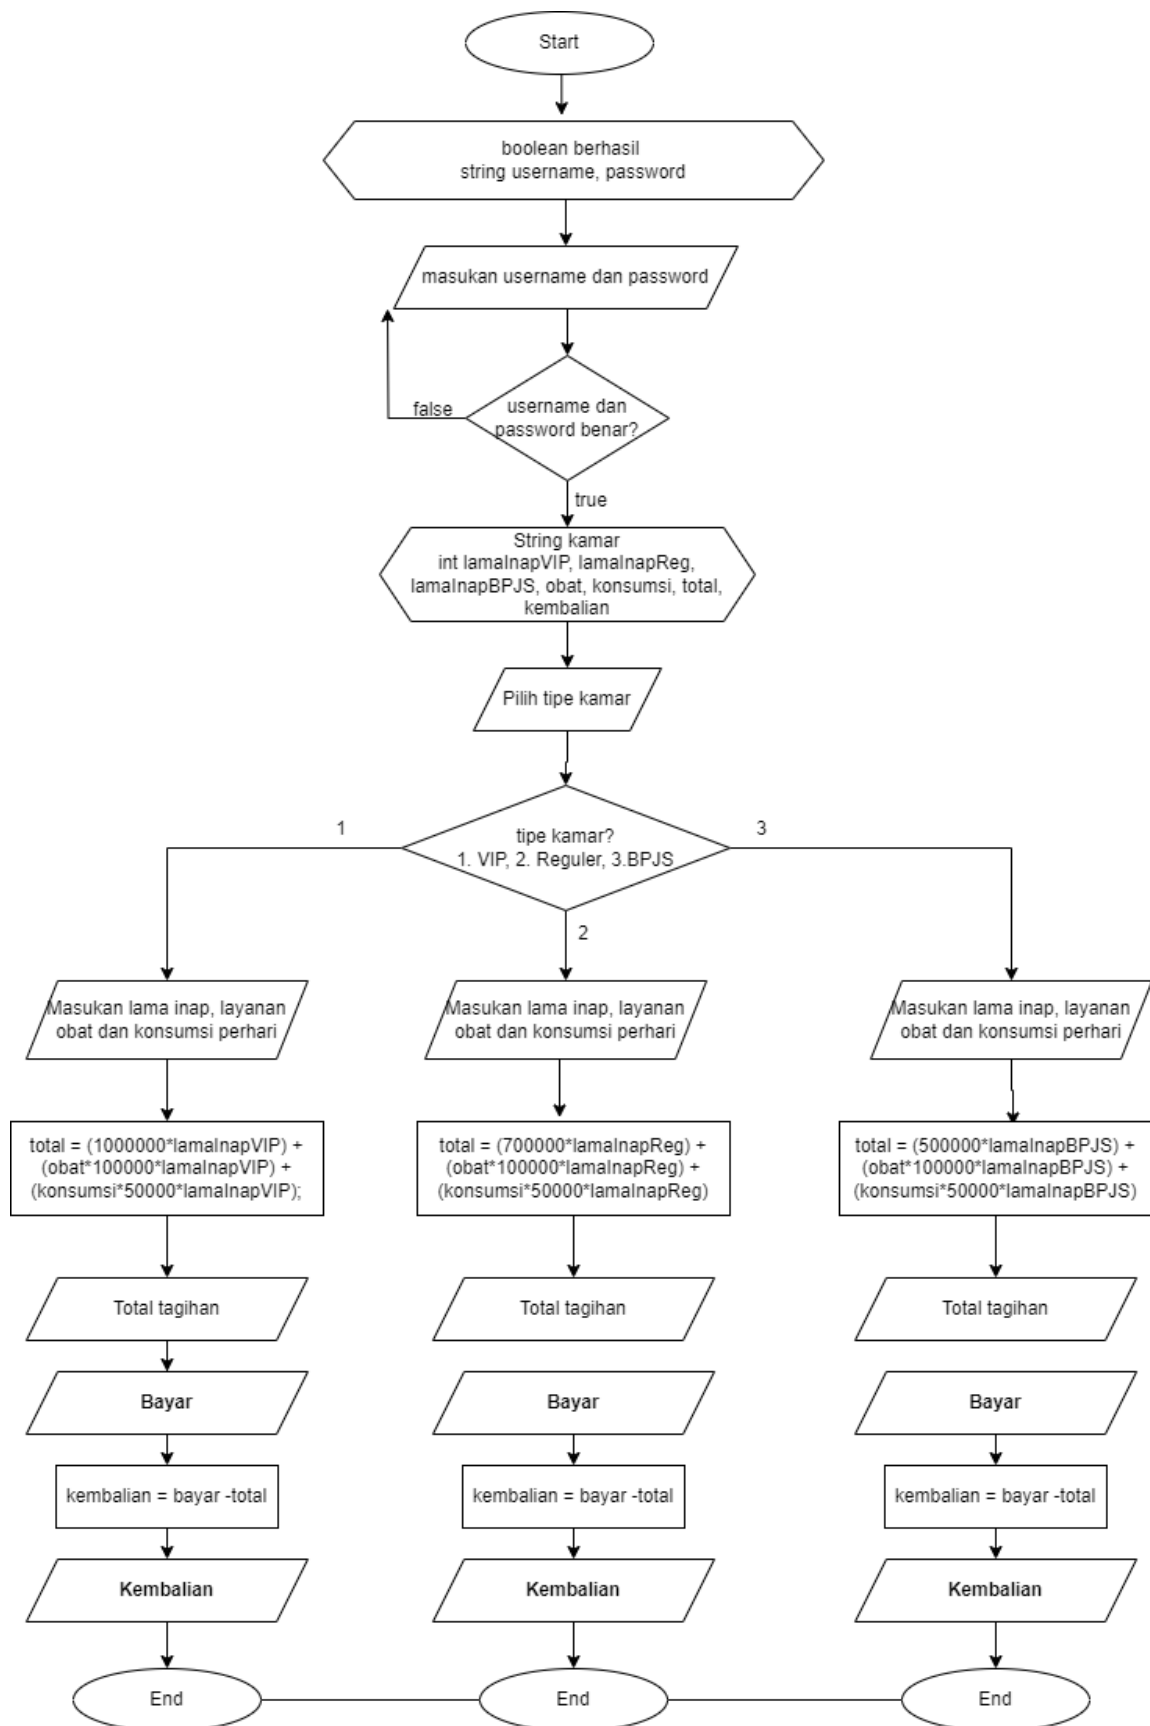 Start
boolean berhasil
string username, password
masukan username dan password
false
username dan
password benar?
true
String kamar
int lamaInapVIP, lamaInapReg,
lamaInapBPJS, obat, konsumsi, total,
kembalian
Pilih tipe kamar
1
tipe kamar?
1. VIP, 2. Reguler, 3.BPJS
3
2
Masukan lama inap, layanan
obat dan konsumsi perhari
Masukan lama inap, layanan
obat dan konsumsi perhari
Masukan lama inap, layanan
obat dan konsumsi perhari
total = (1000000*lamaInapVIP) +
(obat*100000*lamaInapVIP) +
(konsumsi*50000*lamaInapVIP);
total = (700000*lamaInapReg) +
(obat*100000*lamaInapReg) +
(konsumsi*50000*lamaInapReg)
total = (500000*lamaInapBPJS) +
(obat*100000*lamaInapBPJS) +
(konsumsi*50000*lamaInapBPJS)
Total tagihan
Total tagihan
Total tagihan
Bayar
Bayar
Bayar
kembalian = bayar -total
kembalian = bayar -total
kembalian = bayar -total
Kembalian
Kembalian
Kembalian
End
End
End